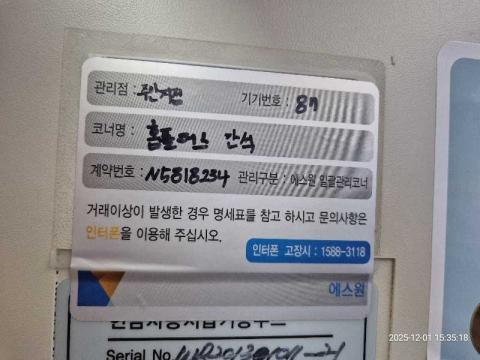 관리점 : 기기번호 : 87
코너명 : 홈플러스 간석
계약번호 : N5818234 관리구분 : 에스원 일괄관리코너
거래이상이 발생한 경우 명세표를 참고 하시고 문의사항은
인터폰을 이용해 주십시오.
인터폰 고장시 : 1588-3118
에스원
Serial No
2025-12-01 15:35:18